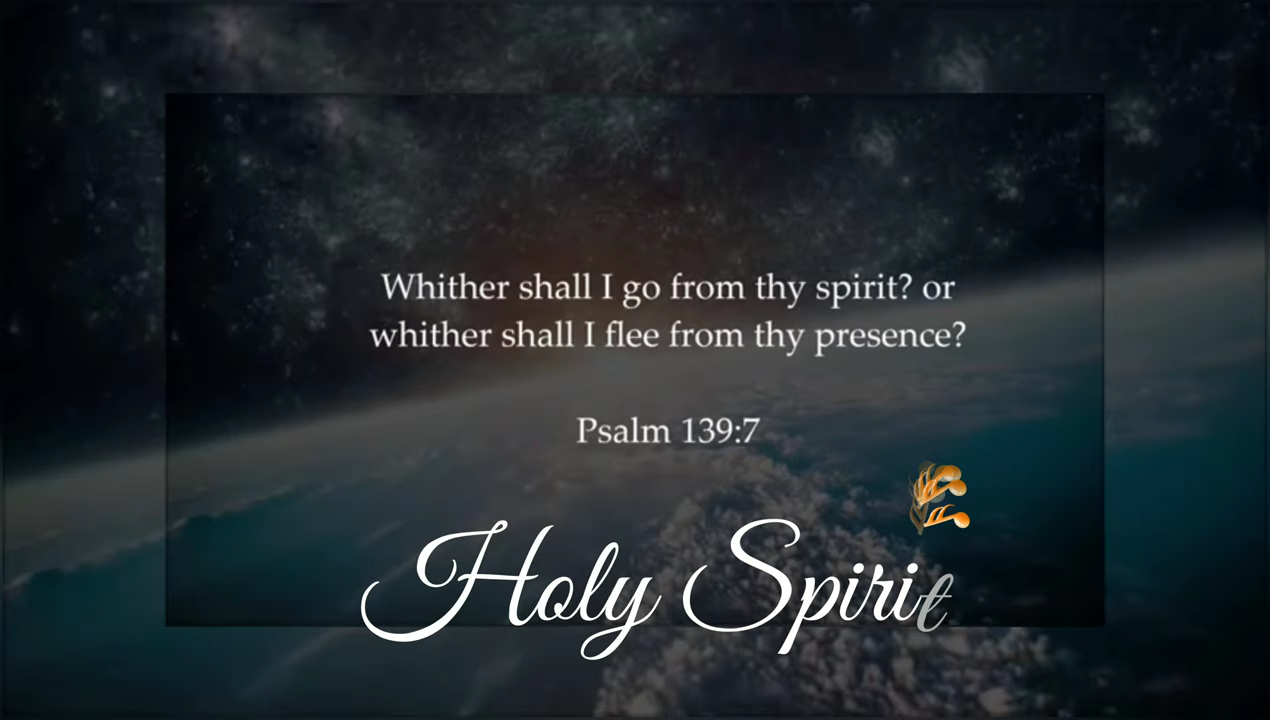 Whither shall I go from thy spirit? or
whither shall I flee from thy presence?
Psalm 139:7
Holy Spirit